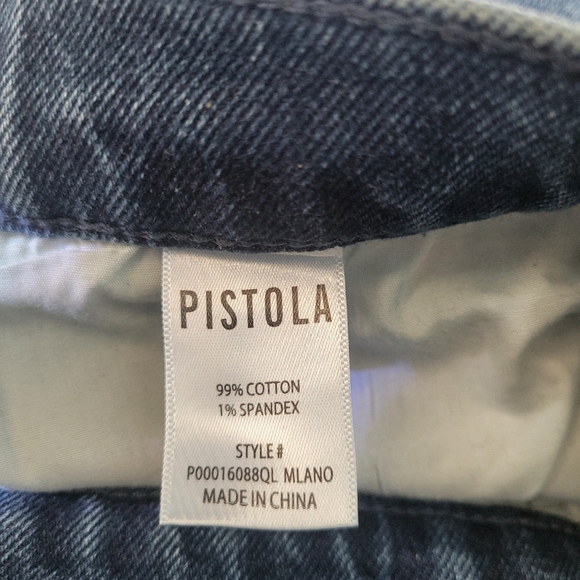 PISTOLA
99% COTTON
1% SPANDEX
STYLE#
P00016088QL MLANO
MADE IN CHINA